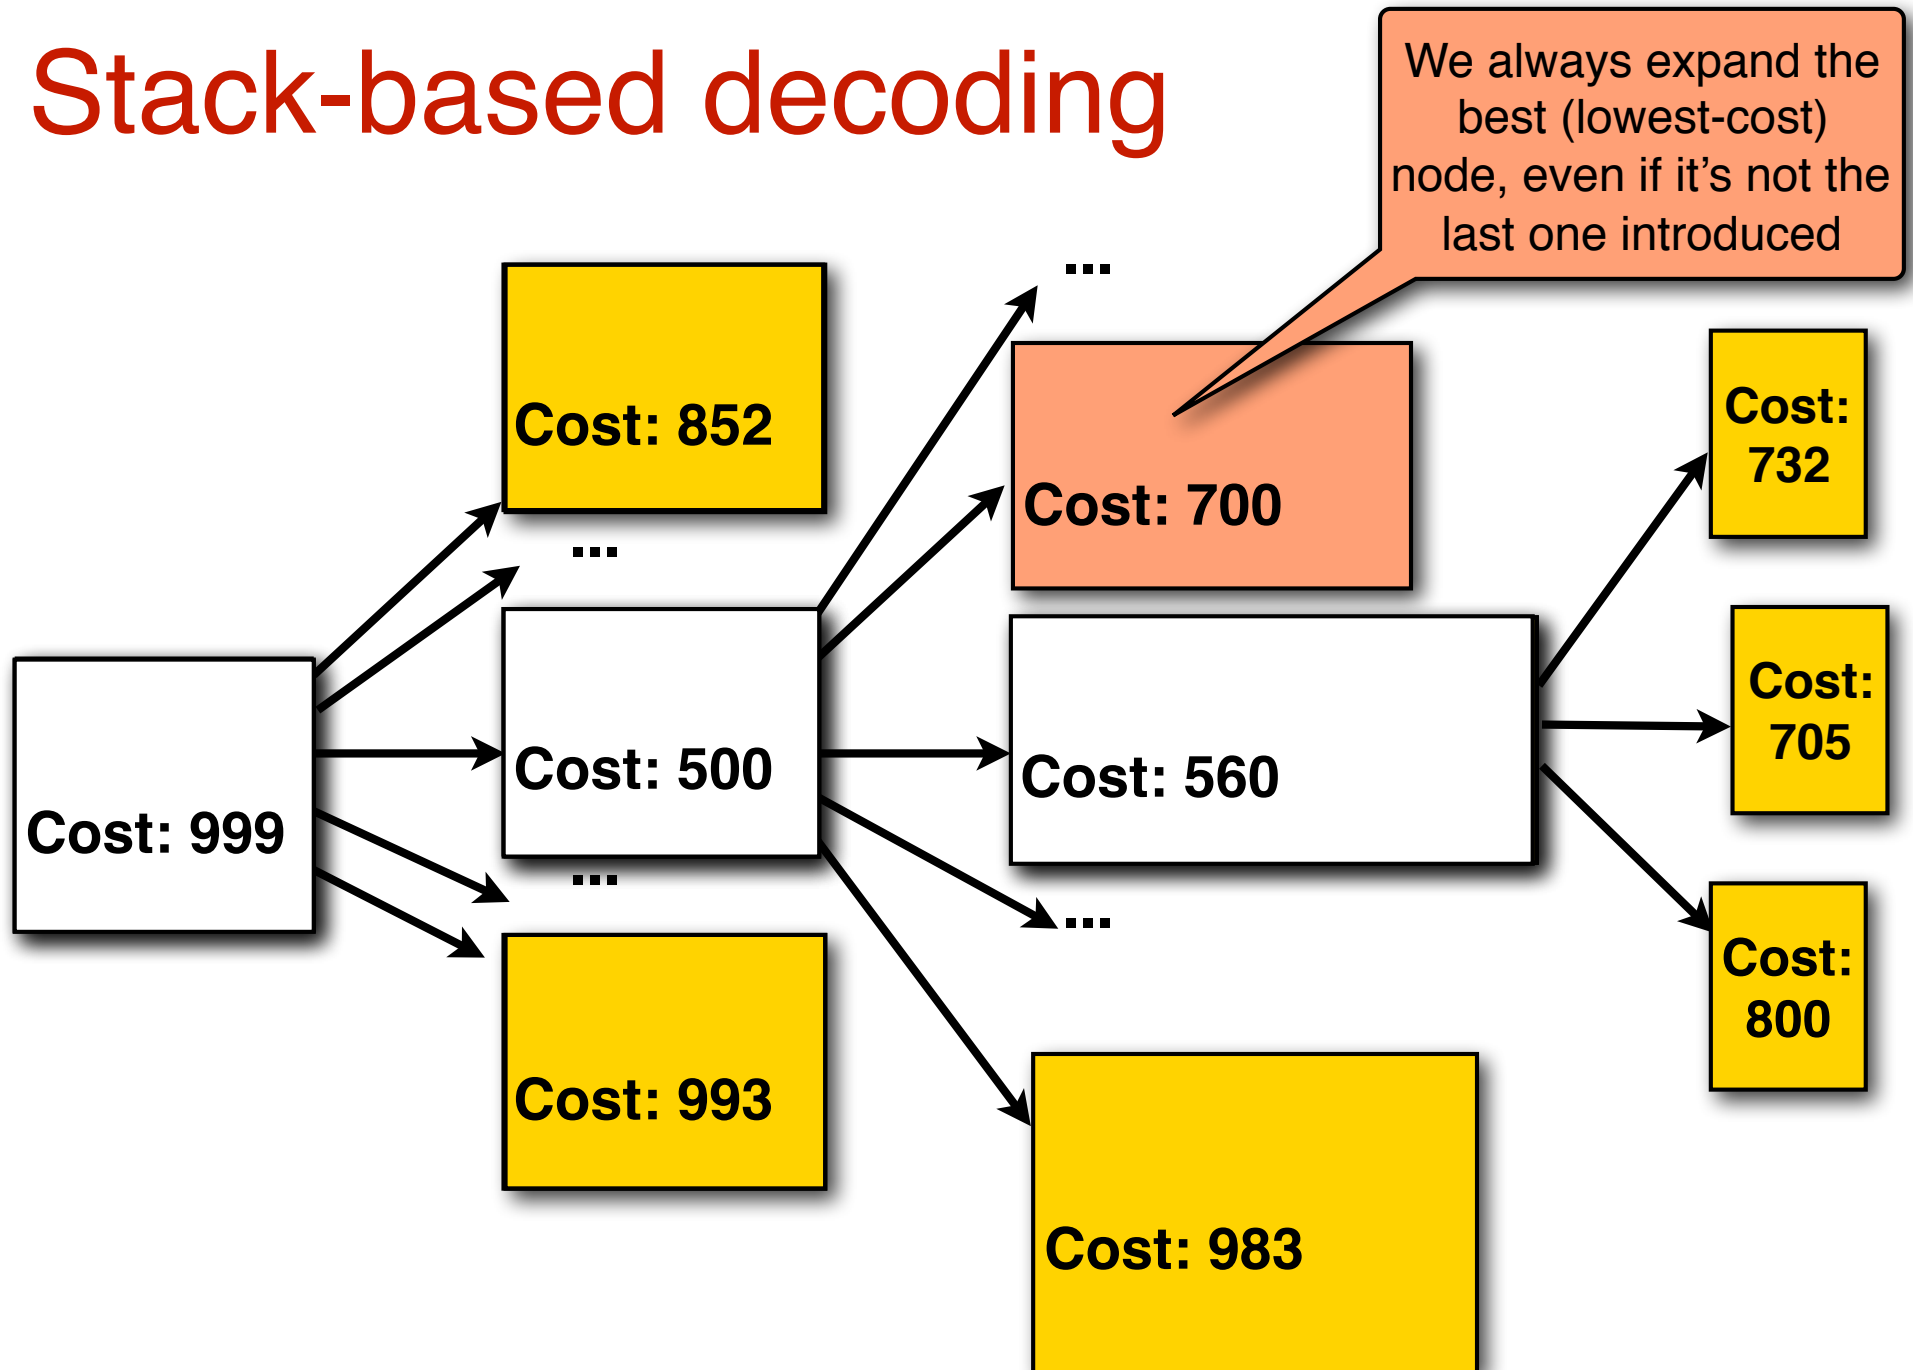 Stack-based decoding
We always expand the
best (lowest-cost)
node, even if it's not the
last one introduced
...
Cost: 852
...
Cost: 700
Cost:
732
Cost: 999
Cost: 500
Cost: 560
Cost:
705
...
...
Cost: 993
Cost:
800
Cost: 983